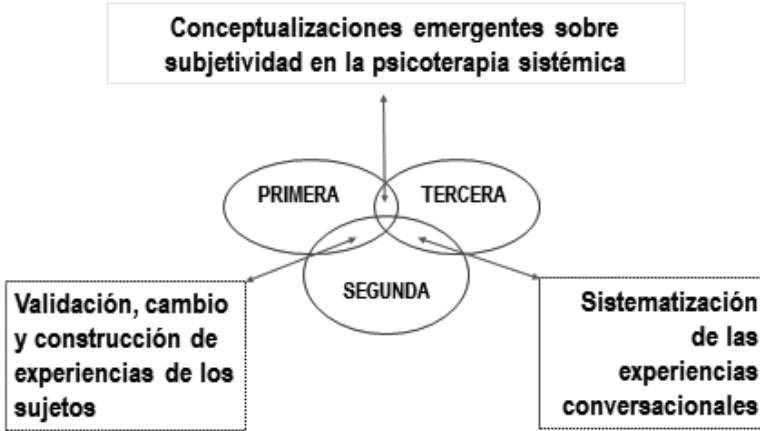 Conceptualizaciones emergentes sobre
subjetividad en la psicoterapia sistémica
PRIMERA
TERCERA
SEGUNDA
Validación, cambio
y construcción de
experiencias de los
sujetos
Sistematización
de las
experiencias
conversacionales